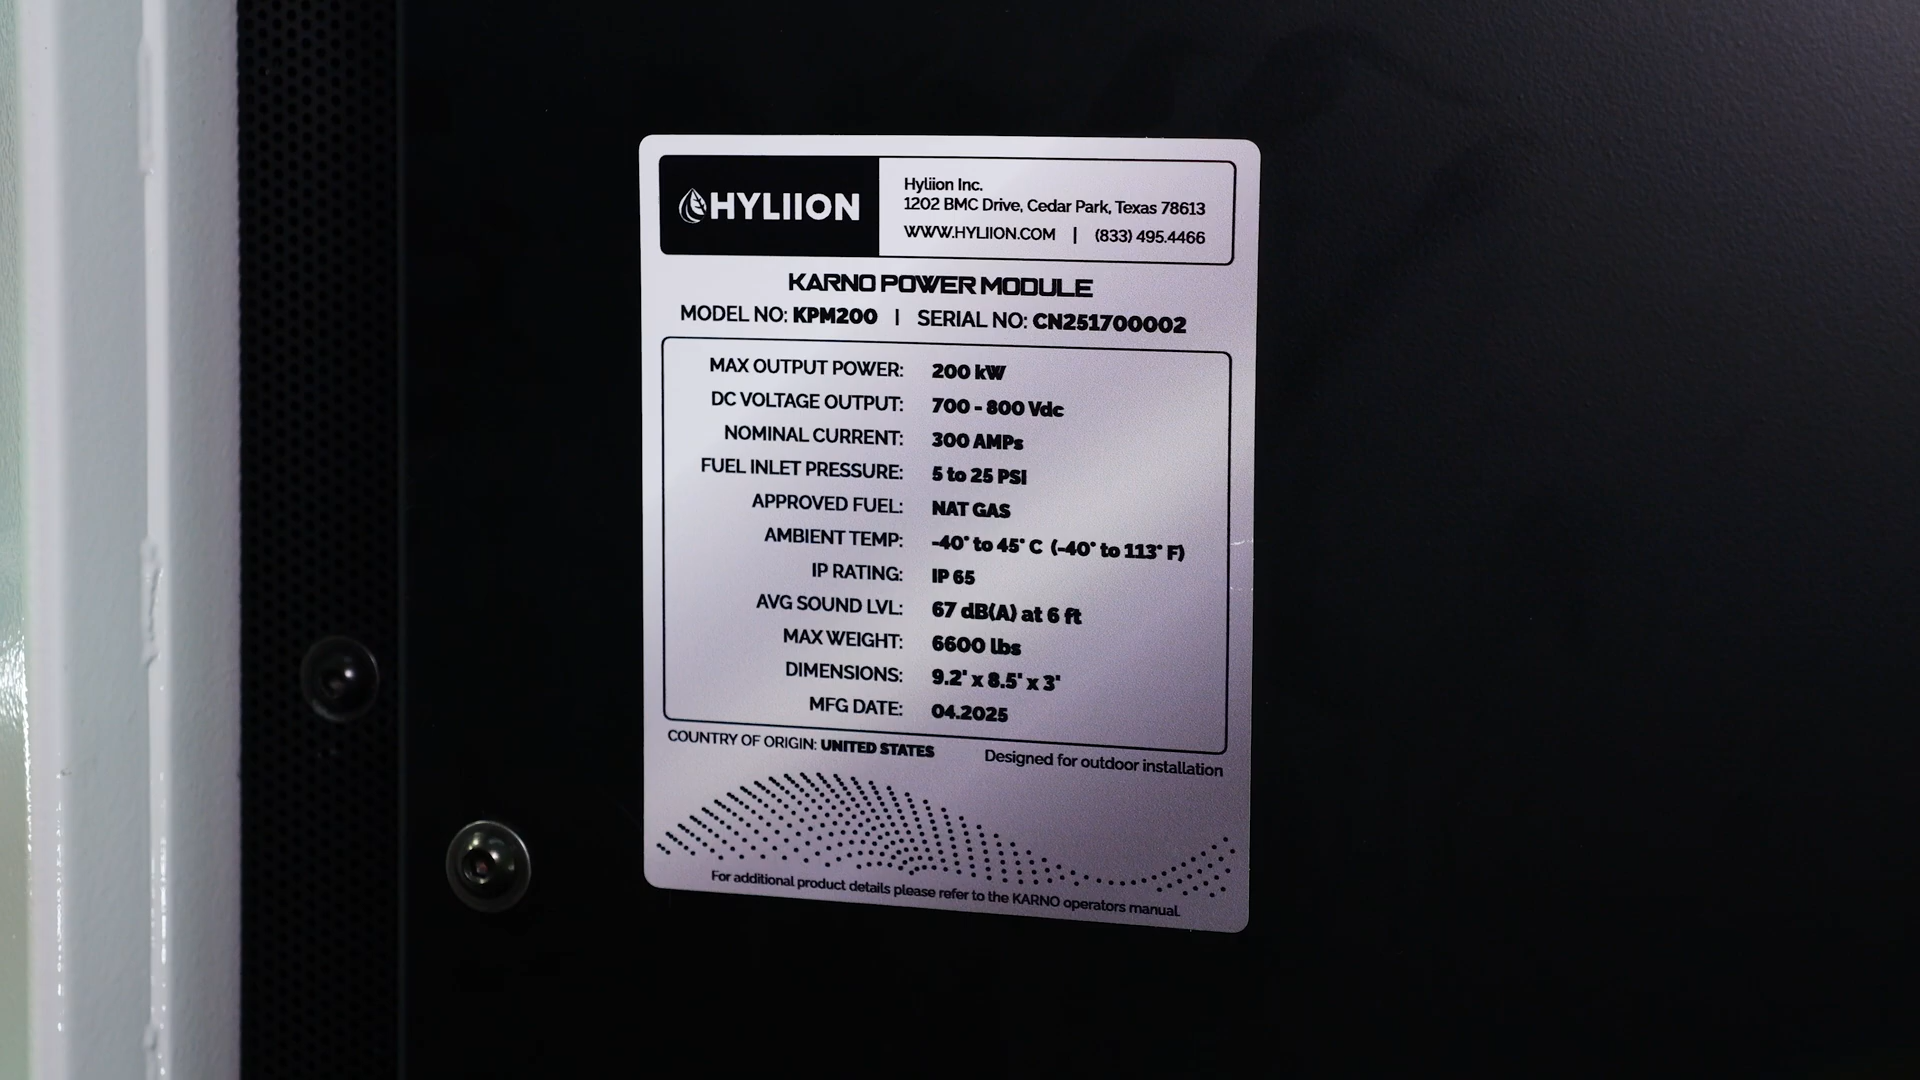 HYLIION
Hyliion Inc.
1202 BMC Drive, Cedar Park, Texas 78613
WWW.HYLIION.COM | (833) 495.4466
KARNO POWER MODULE
MODEL NO: KPM200 | SERIAL NO: CN251700002
MAX OUTPUT POWER: 200 kW
DC VOLTAGE OUTPUT: 700 - 800 Vdc
NOMINAL CURRENT: 300 AMPs
FUEL INLET PRESSURE: 5 to 25 PSI
APPROVED FUEL: NAT GAS
AMBIENT TEMP: -40° to 45° C (-40° to 113° F)
IP RATING: IP 65
AVG SOUND LVL: 67 dB(A) at 6 ft
MAX WEIGHT: 6600 lbs
DIMENSIONS: 9.2' x 8.5' x 3'
MFG DATE: 04.2025
COUNTRY OF ORIGIN: UNITED STATES Designed for outdoor installation
For additional product details please refer to the KARNO operators manual.